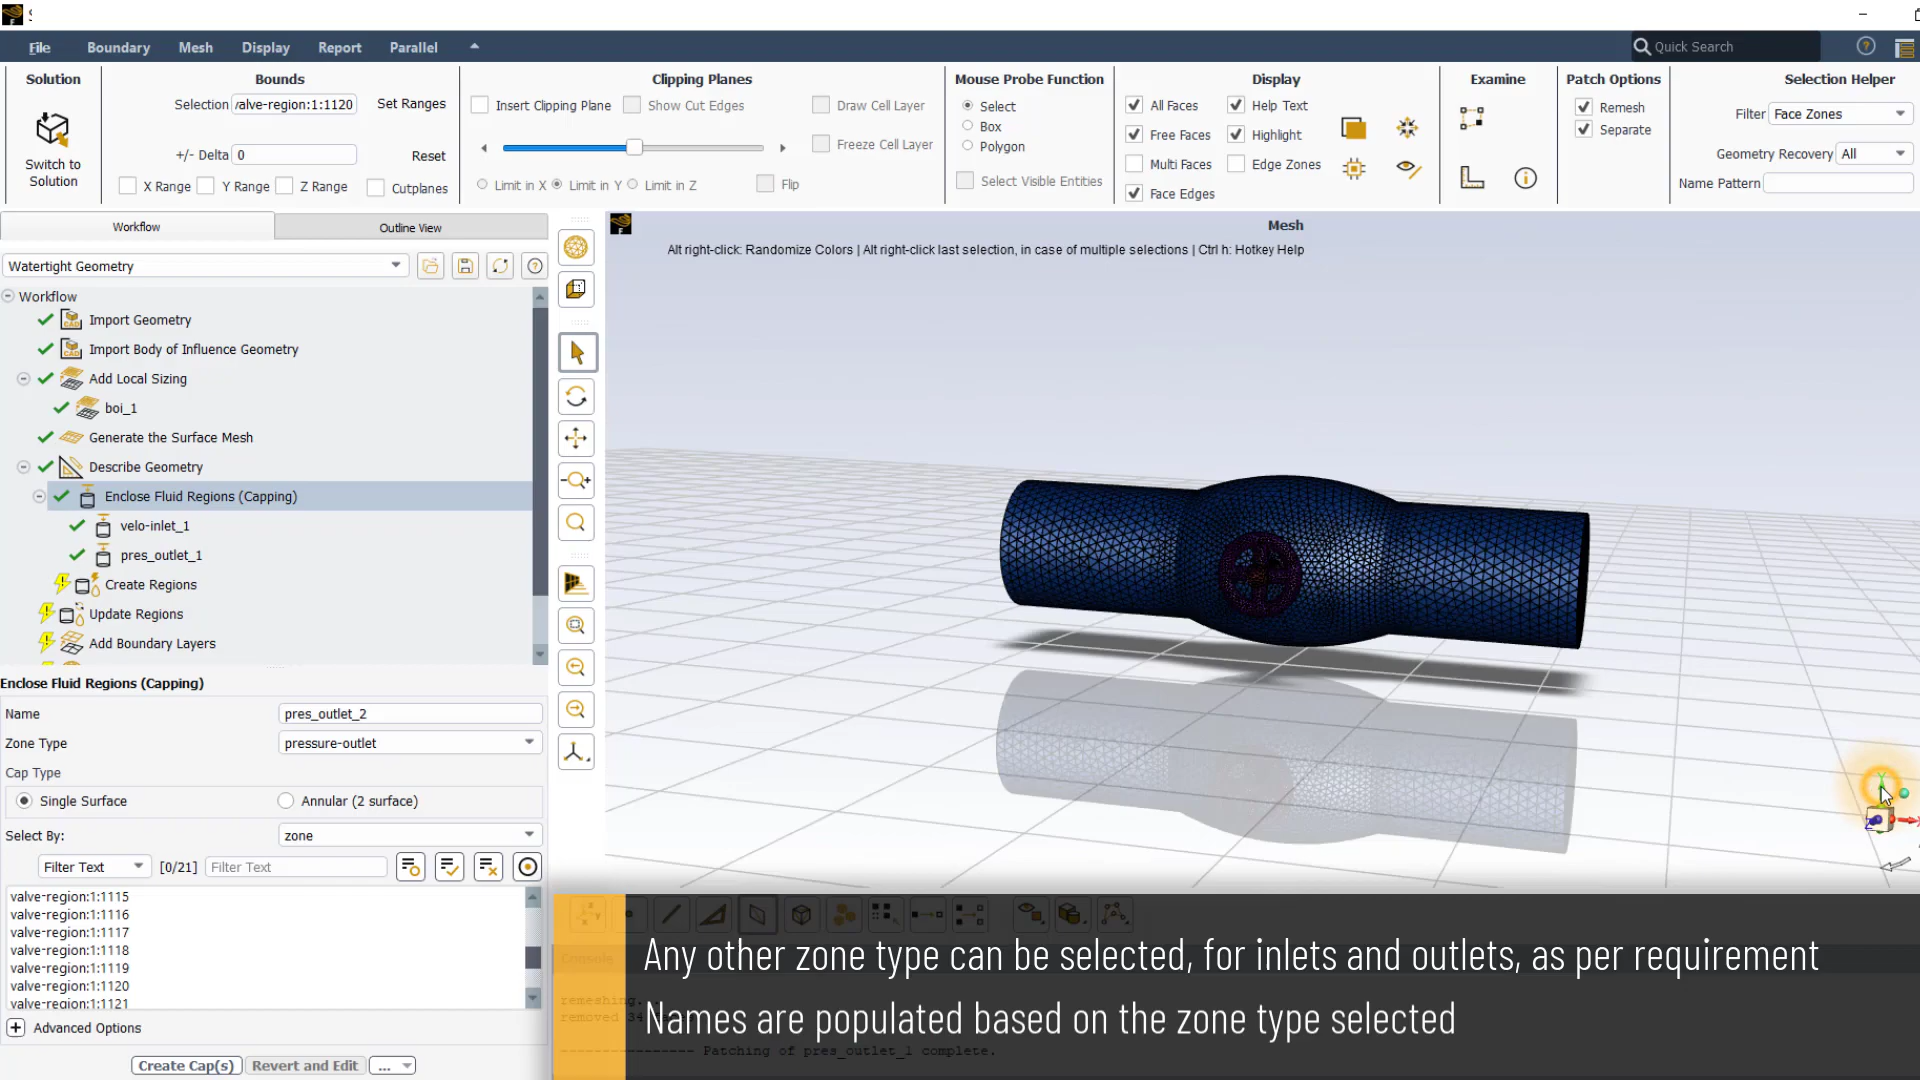 File Boundary Mesh Display Report Parallel Quick Search
Solution Bounds Clipping Planes Mouse Probe Function Display Examine Patch Options Selection Helper
Selection alve-region:1:1120 Set Ranges
Insert Clipping Plane Show Cut Edges Draw Cell Layer
Select All Faces Help Text Remesh
Filter Face Zones
Box
Free Faces Highlight Separate
Switch to
Solution
+/- Delta 0 Reset
Freeze Cell Layer
Polygon
Geometry Recovery All
Multi Faces Edge Zones
X Range Y Range Z Range Cutplanes
Limit in X Limit in Y Limit in Z Flip
Select Visible Entities
Face Edges
Name Pattern
Workflow Outline View
Mesh
Alt right-click: Randomize Colors | Alt right-click last selection, in case of multiple selections | Ctrl h: Hotkey Help
Watertight Geometry
Workflow
Import Geometry
Import Body of Influence Geometry
Add Local Sizing
boi_1
Generate the Surface Mesh
Describe Geometry
Enclose Fluid Regions (Capping)
velo-inlet_1
pres_outlet_1
Create Regions
Update Regions
Add Boundary Layers
Enclose Fluid Regions (Capping)
Name pres_outlet_2
Zone Type pressure-outlet
Cap Type
Single Surface Annular (2 surface)
Select By: zone
Filter Text [0/21] Filter Text
valve-region:1:1115
valve-region:1:1116
valve-region:1:1117
valve-region:1:1118
valve-region:1:1119
valve-region:1:1120
valve-region:1:1121
Advanced Options
Create Cap(s) Revert and Edit ...
Console
Any other zone type can be selected, for inlets and outlets, as per requirement
remeshing.
removed
Names are populated based on the zone type selected
---------------- Patching of pres_outlet_1 complete.